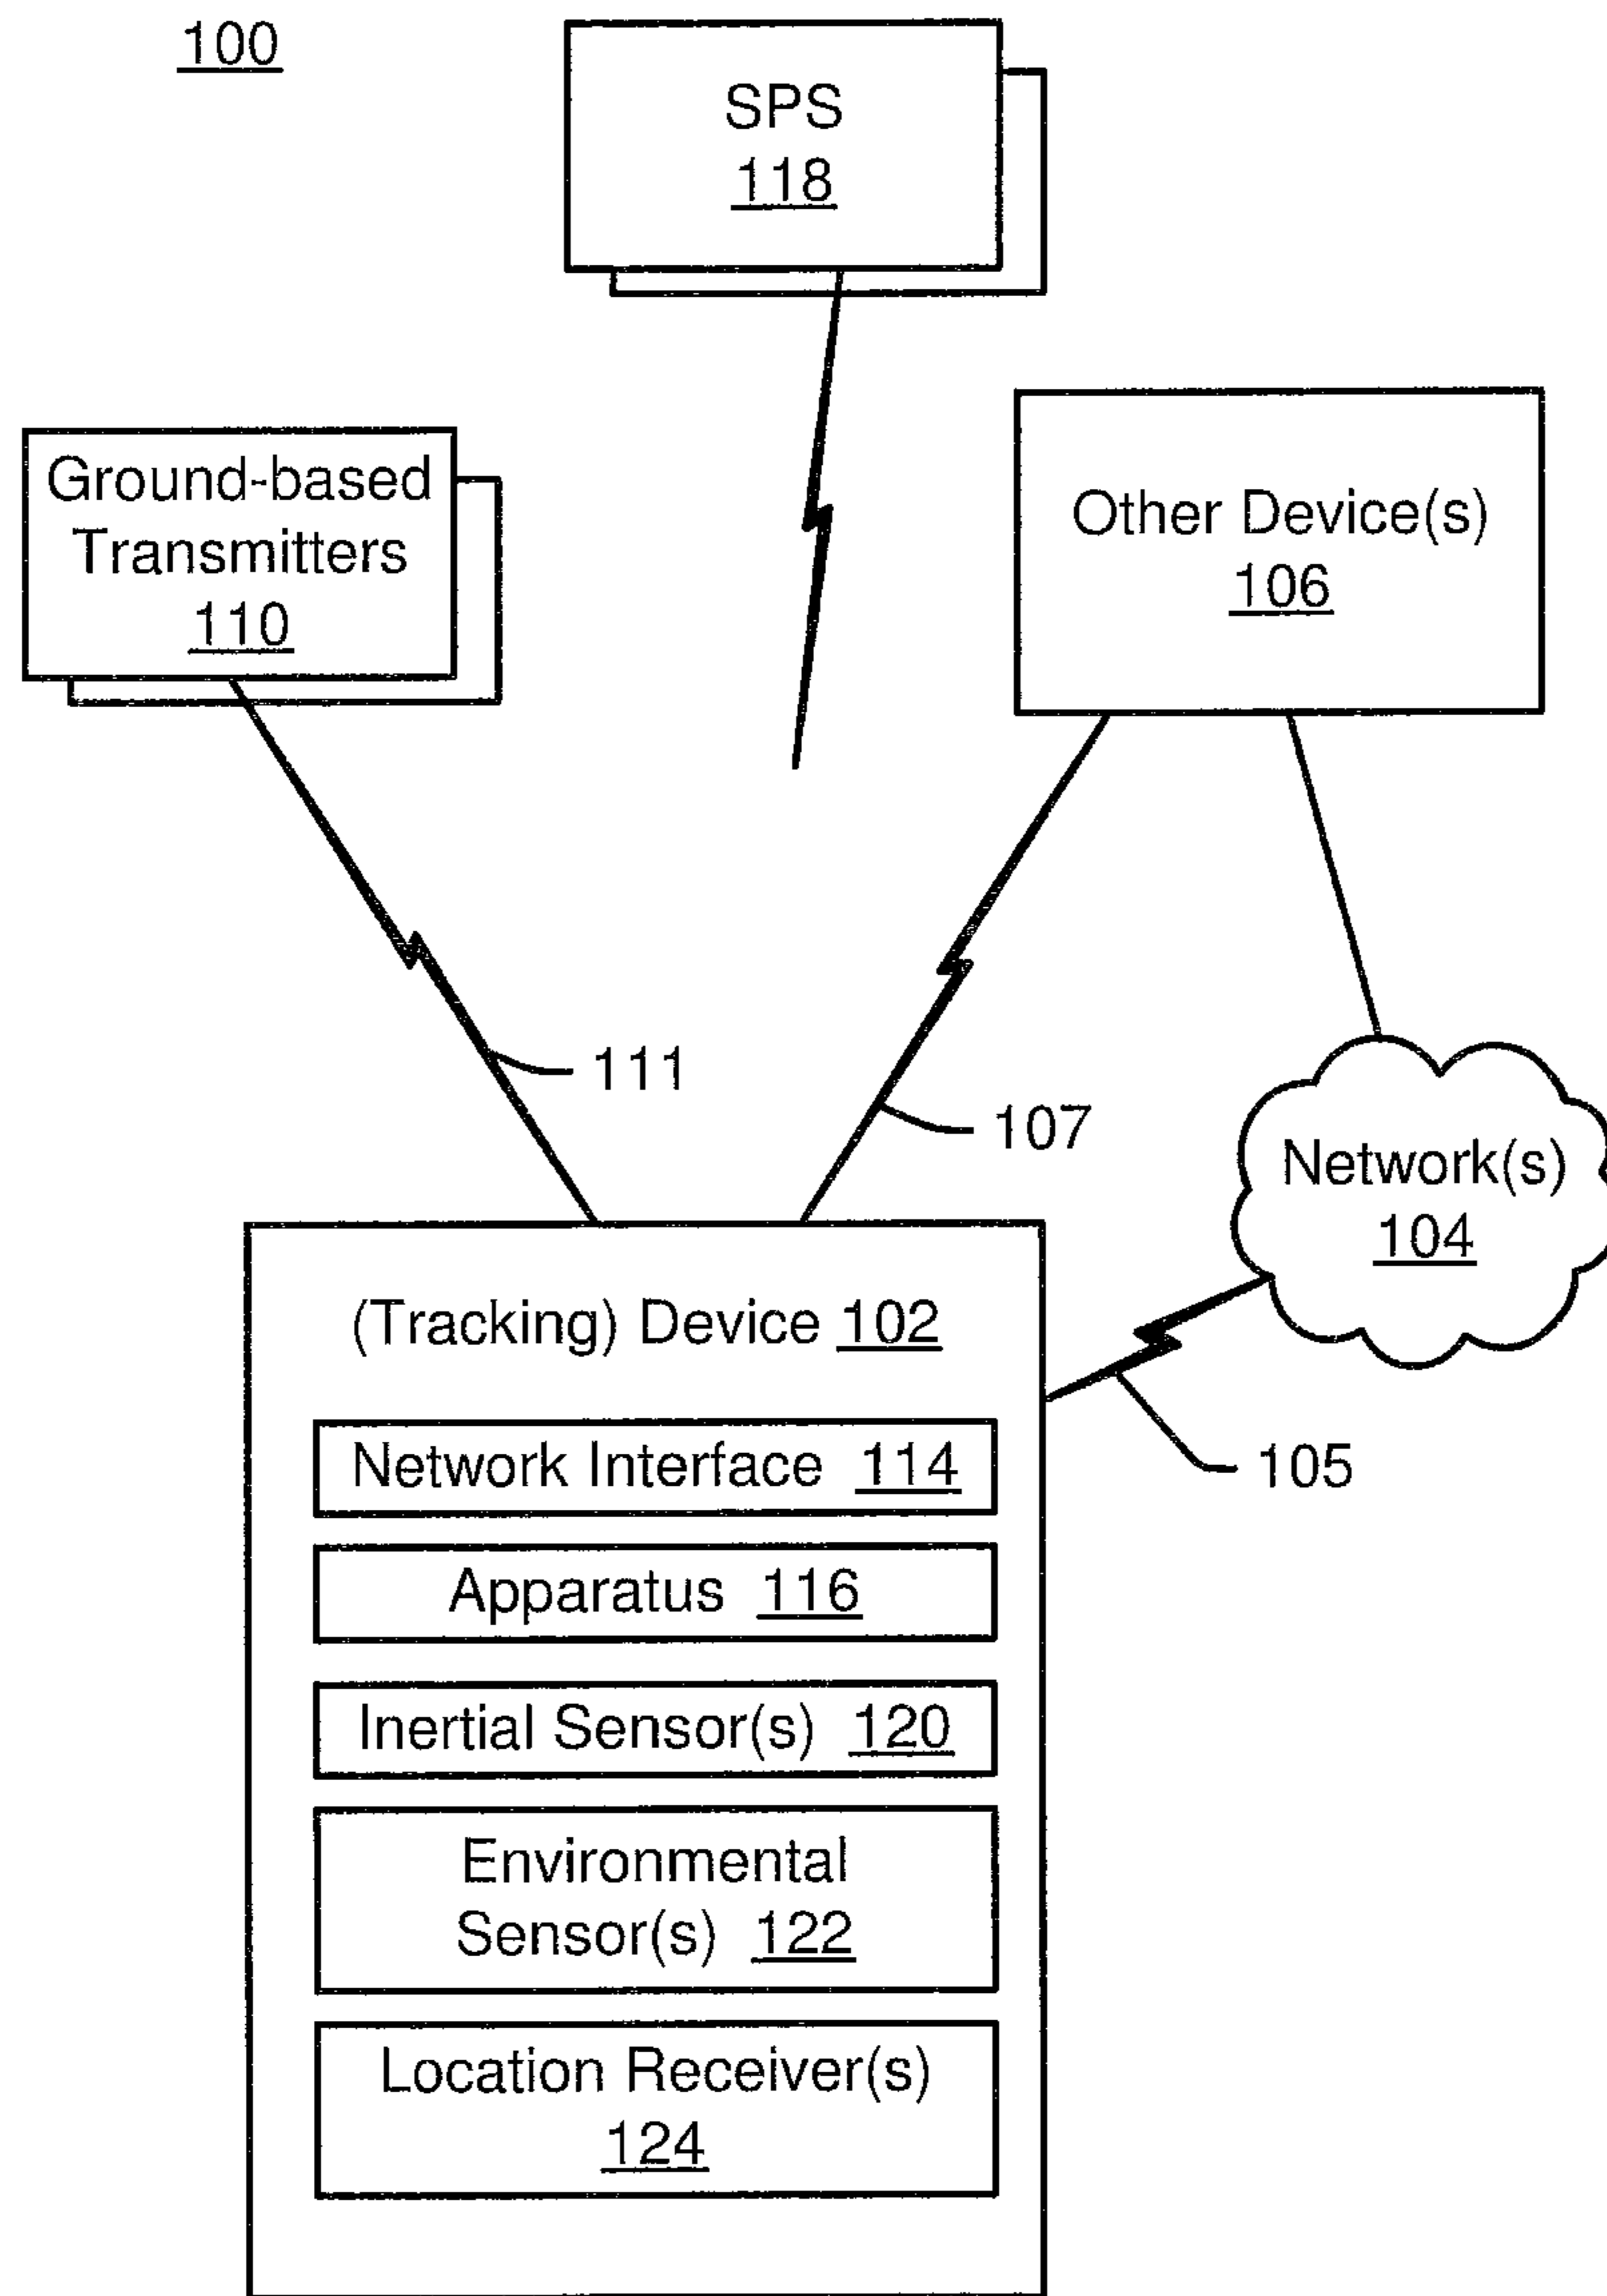 100
SPS
118
Ground-based
Transmitters
110
Other Device(s)
106
111
107
Network(s)
104
(Tracking) Device 102
105
Network Interface 114
Apparatus 116
Inertial Sensor(s) 120
Environmental
Sensor(s) 122
Location Receiver(s)
124